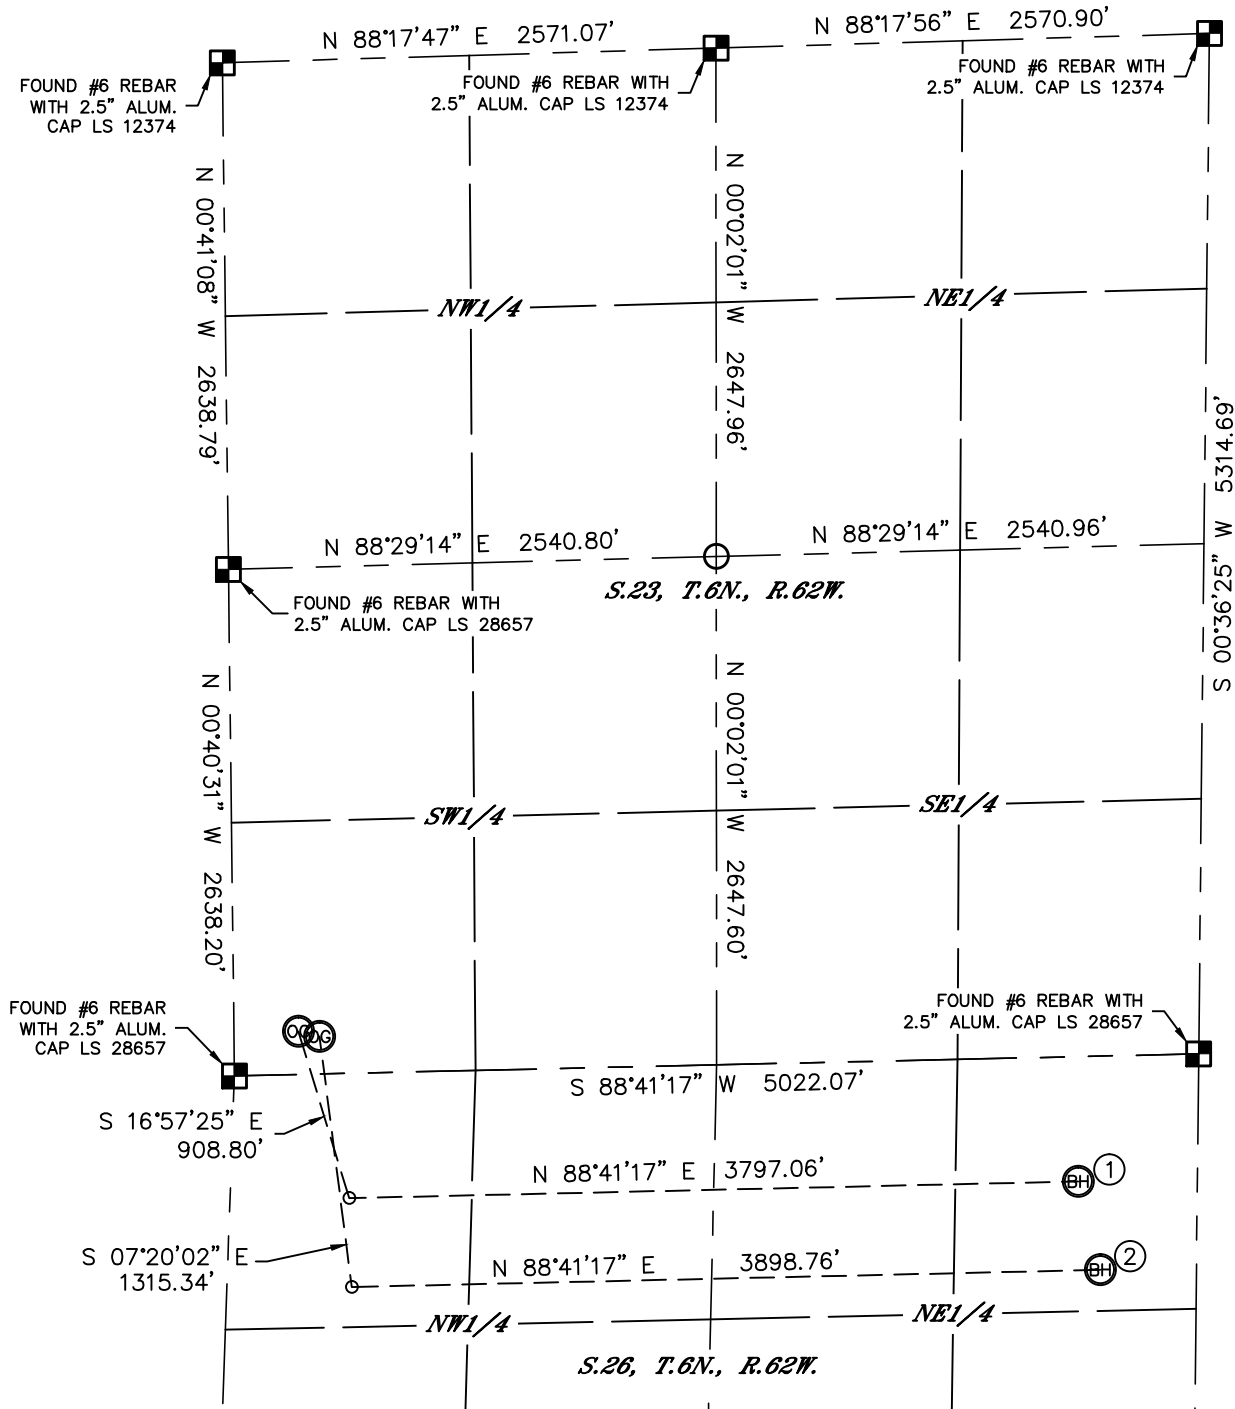 N 88°17'47" E 2571.07'
N 88°17'56" E 2570.90'
FOUND #6 REBAR
WITH 2.5" ALUM.
CAP LS 12374
FOUND #6 REBAR WITH
2.5" ALUM. CAP LS 12374
FOUND #6 REBAR WITH
2.5" ALUM. CAP LS 12374
N 00°41'08" W 2638.79'
N 00°02'01" W 2647.96'
NW1/4
NE1/4
S 00°36'25" W 5314.69'
N 88°29'14" E 2540.80'
N 88°29'14" E 2540.96'
S.23, T.6N., R.62W.
FOUND #6 REBAR WITH
2.5" ALUM. CAP LS 28657
N 00°40'31" W 2638.20'
N 00°02'01" W 2647.60'
SW1/4
SE1/4
FOUND #6 REBAR
WITH 2.5" ALUM.
CAP LS 28657
OG
OG
FOUND #6 REBAR WITH
2.5" ALUM. CAP LS 28657
S 88°41'17" W 5022.07'
S 16°57'25" E
908.80'
N 88°41'17" E 3797.06'
BH
1
S 07°20'02" E
1315.34'
N 88°41'17" E 3898.76'
BH
2
NW1/4
NE1/4
S.26, T.6N., R.62W.